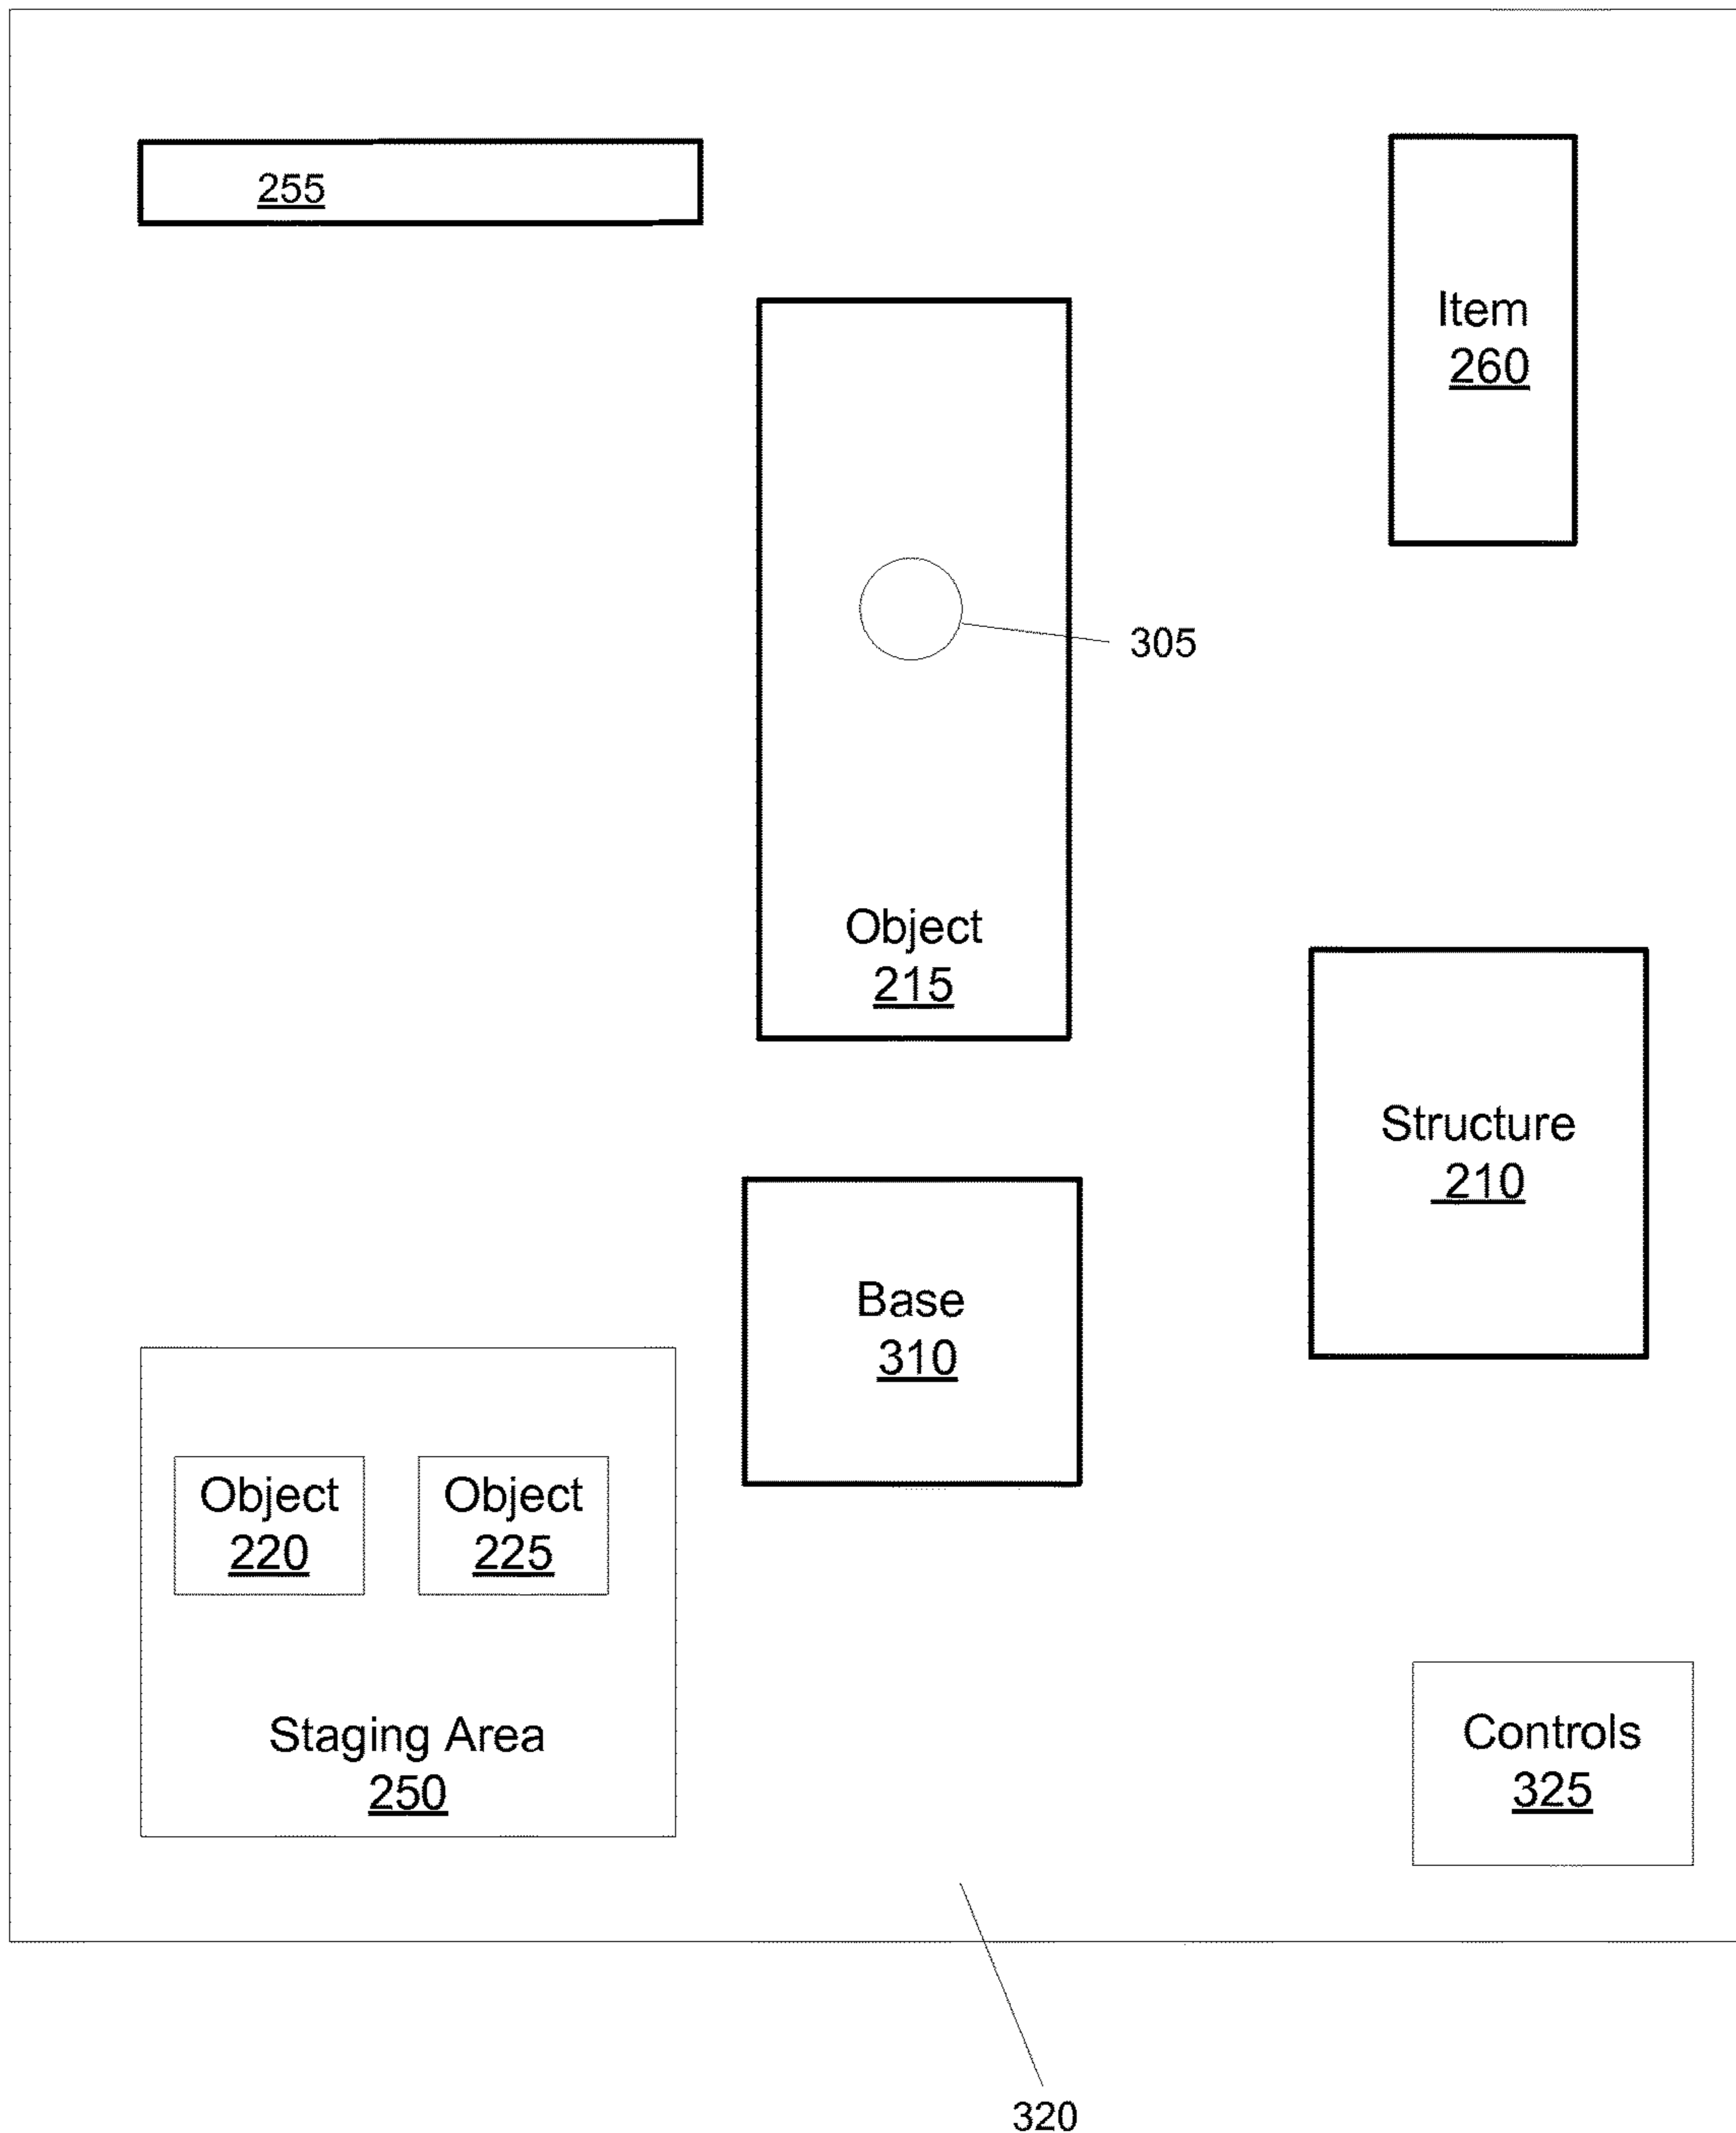 255
Item
260
305
Object
215
Structure
210
Base
310
Object
220
Object
225
Staging Area
250
Controls
325
320